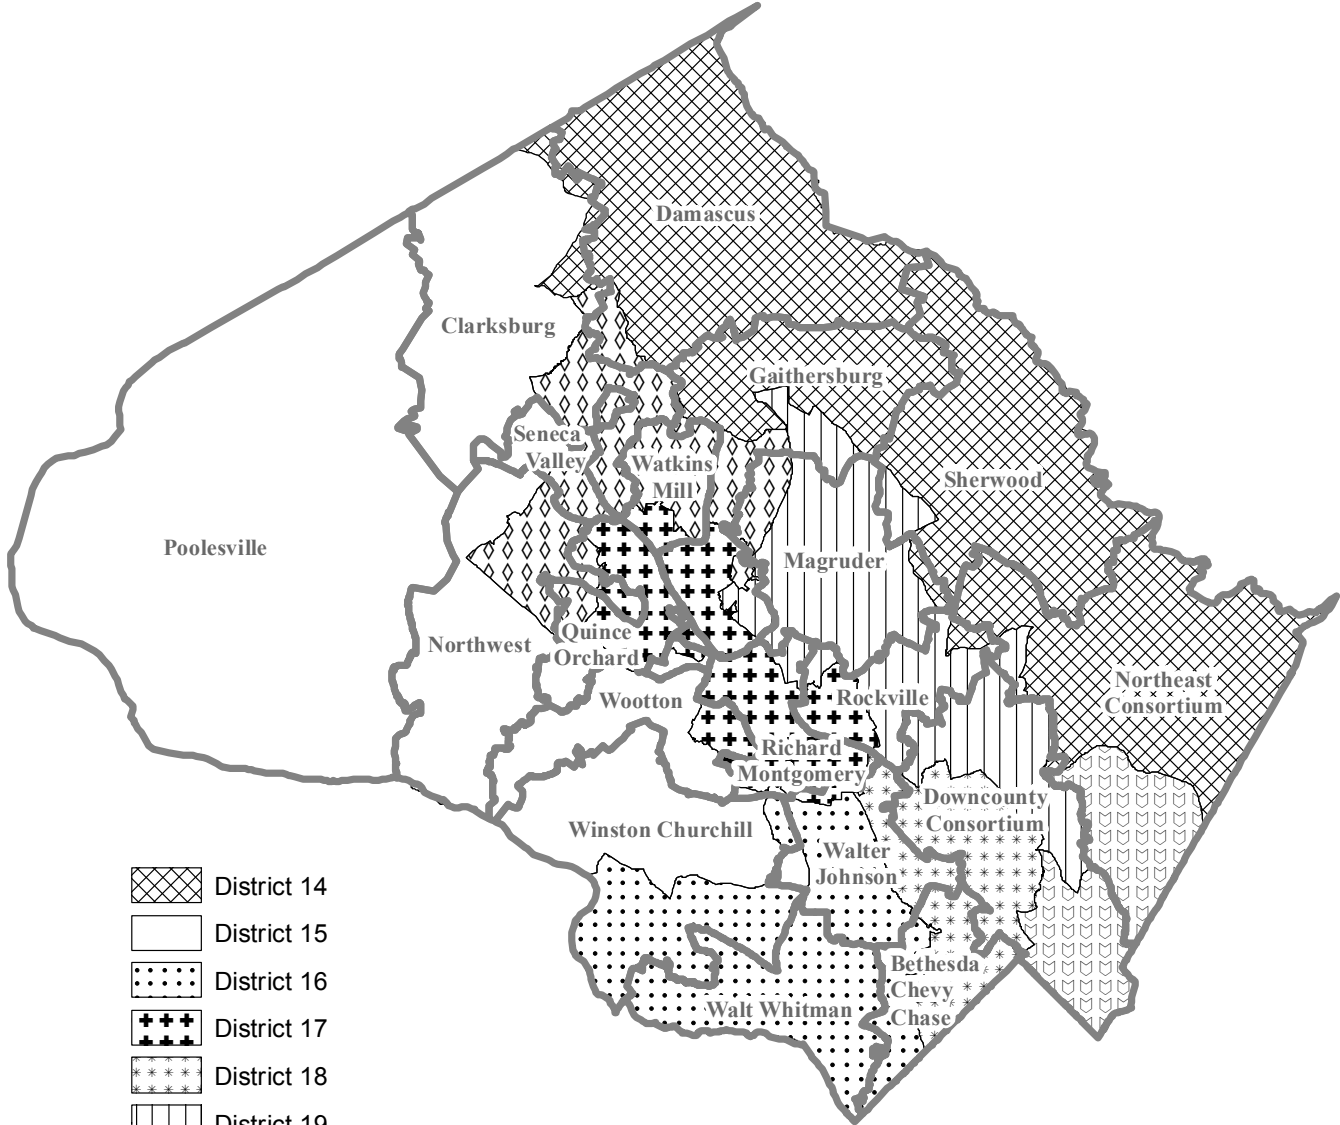 Damascus
Clarksburg
Gaithersburg
Seneca
Valley
Watkins
Mill
Sherwood
Poolesville
Magruder
Northwest
Quince
Orchard
Wootton
Rockville
Northeast
Consortium
Richard
Montgomery
Downcounty
Consortium
Winston Churchill
Walter
Johnson
Bethesda
Chevy
Chase
Walt Whitman
District 14
District 15
District 16
District 17
District 18
District 19